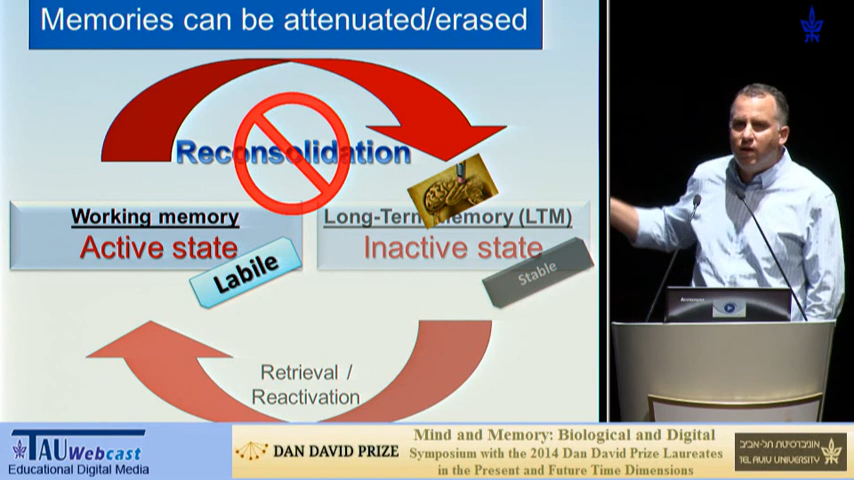 Memories can be attenuated/erased
Reconsolidation
Working memory
Active state
Labile
Long-Term Memory (LTM)
Inactive state
Stable
Retrieval /
Reactivation
TAU Webcast
Educational Digital Media
DAN DAVID PRIZE
Mind and Memory: Biological and Digital
Symposium with the 2014 Dan David Prize Laureates
in the Present and Future Time Dimensions
אוניברסיטת תל-אביב
TEL AVIV UNIVERSITY